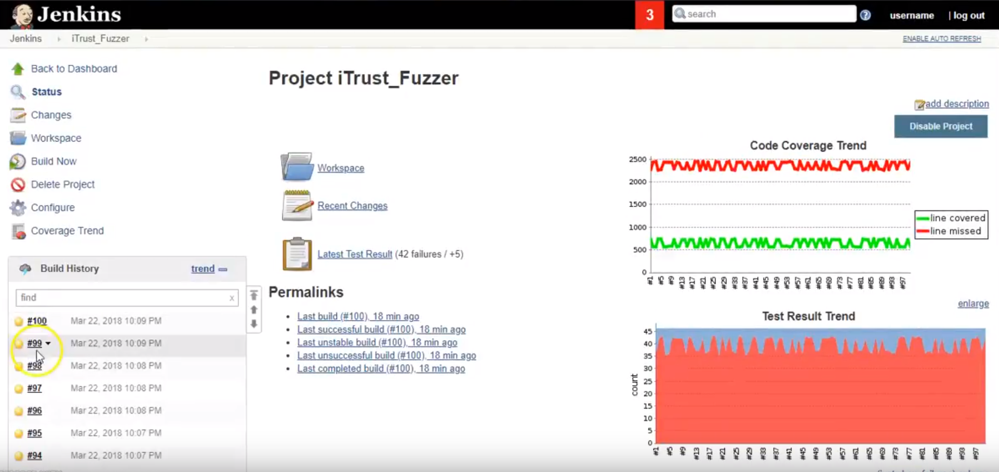 Jenkins
3
search
username
| log out
Jenkins
iTrust_Fuzzer
ENABLE AUTO REFRESH
Back to Dashboard
Status
Changes
Workspace
Build Now
Delete Project
Configure
Coverage Trend
Build History
trend
find
x
#100 Mar 22, 2018 10:09 PM
#99 Mar 22, 2018 10:09 PM
#98 Mar 22, 2018 10:08 PM
#97 Mar 22, 2018 10:08 PM
#96 Mar 22, 2018 10:08 PM
#95 Mar 22, 2018 10:07 PM
#94 Mar 22, 2018 10:07 PM
Project iTrust_Fuzzer
add description
Disable Project
Workspace
Recent Changes
Latest Test Result (42 failures / +5)
Permalinks
Last build (#100), 18 min ago
Last successful build (#100), 18 min ago
Last unstable build (#100), 18 min ago
Last unsuccessful build (#100), 18 min ago
Last completed build (#100), 18 min ago
Code Coverage Trend
2500
2000
1500
1000
500
0
#1 #5 #9 #13 #17 #21 #25 #29 #33 #37 #41 #45 #49 #53 #57 #61 #65 #69 #73 #77 #81 #85 #89 #93 #97
line covered
line missed
enlarge
Test Result Trend
count
45
40
35
30
25
20
15
10
5
0
#1 #5 #9 #13 #17 #21 #25 #29 #33 #37 #41 #45 #49 #53 #57 #61 #65 #69 #73 #77 #81 #85 #89 #93 #97